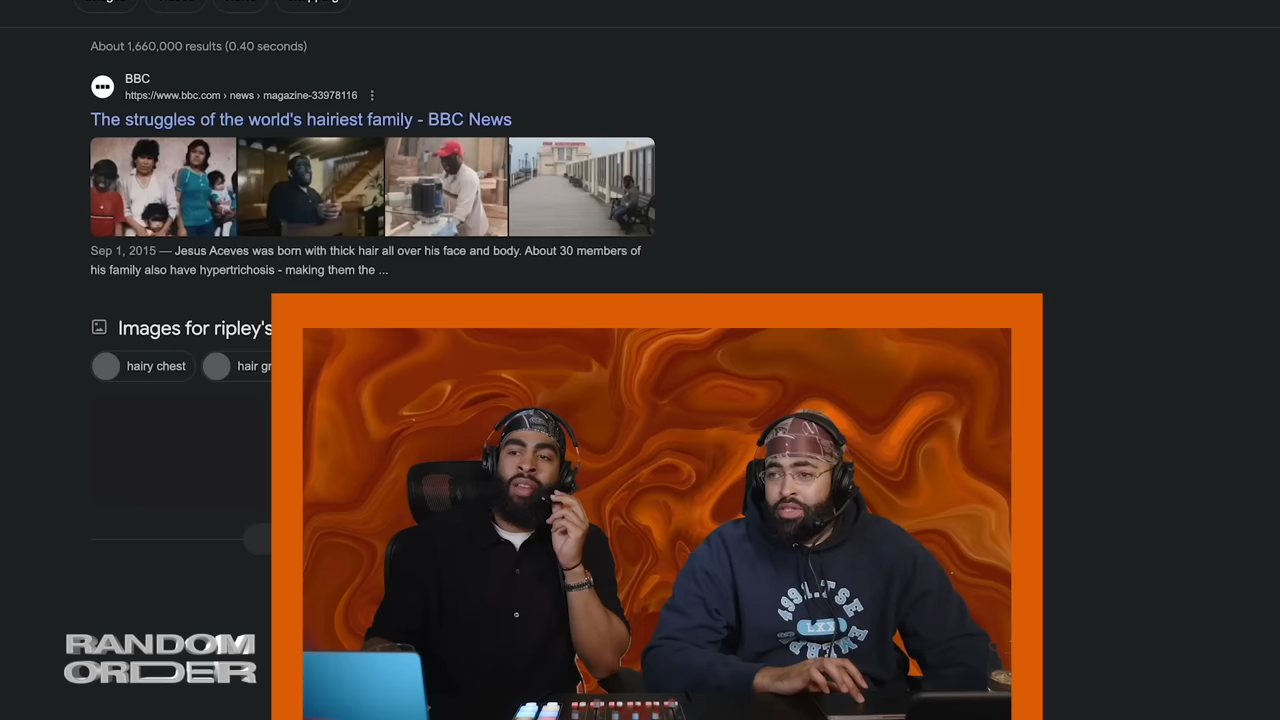 About 1,660,000 results (0.40 seconds)
BBC
https://www.bbc.com › news › magazine-33978116
The struggles of the world's hairiest family - BBC News
Sep 1, 2015 — Jesus Aceves was born with thick hair all over his face and body. About 30 members of
his family also have hypertrichosis - making them the ...
Images for ripley's
hairy chest
hair gr
RANDOM
ORDER
LXX